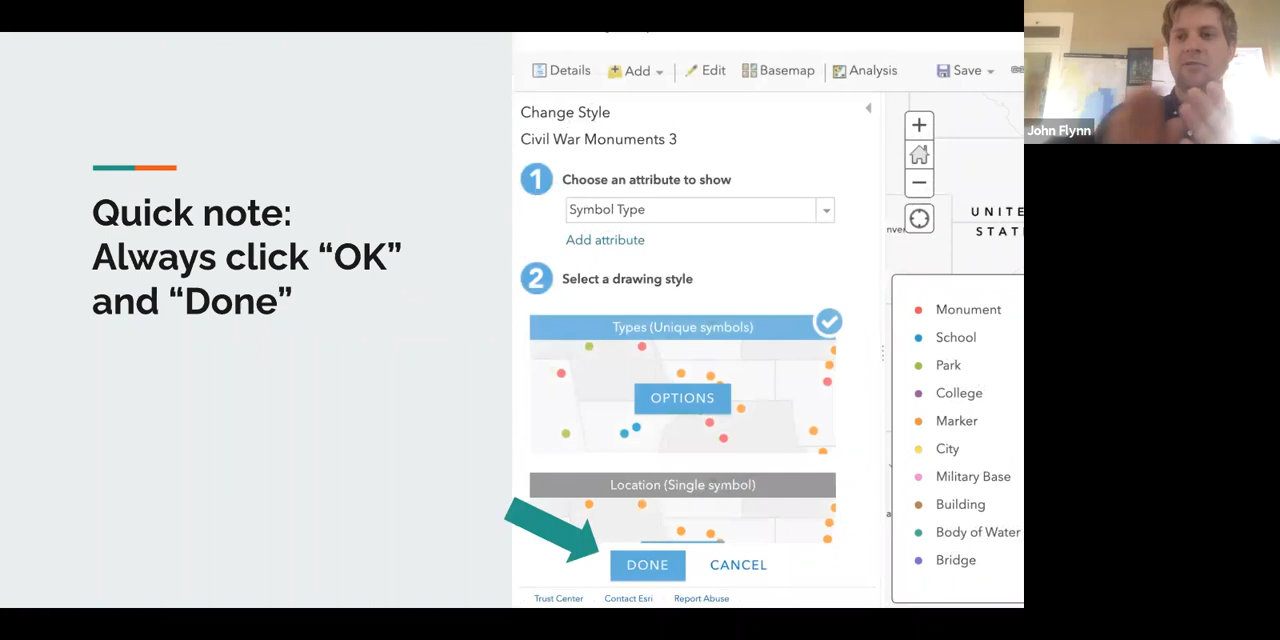 Quick note:
Always click “OK”
and “Done”
Details
Add
Edit
Basemap
Analysis
Save
Change Style
Civil War Monuments 3
1 Choose an attribute to show
Symbol Type
Add attribute
2 Select a drawing style
Types (Unique symbols)
OPTIONS
Location (Single symbol)
DONE
CANCEL
Trust Center
Contact Esri
Report Abuse
UNITE
STAT
nver
Monument
School
Park
College
Marker
City
Military Base
Building
Body of Water
Bridge
John Flynn